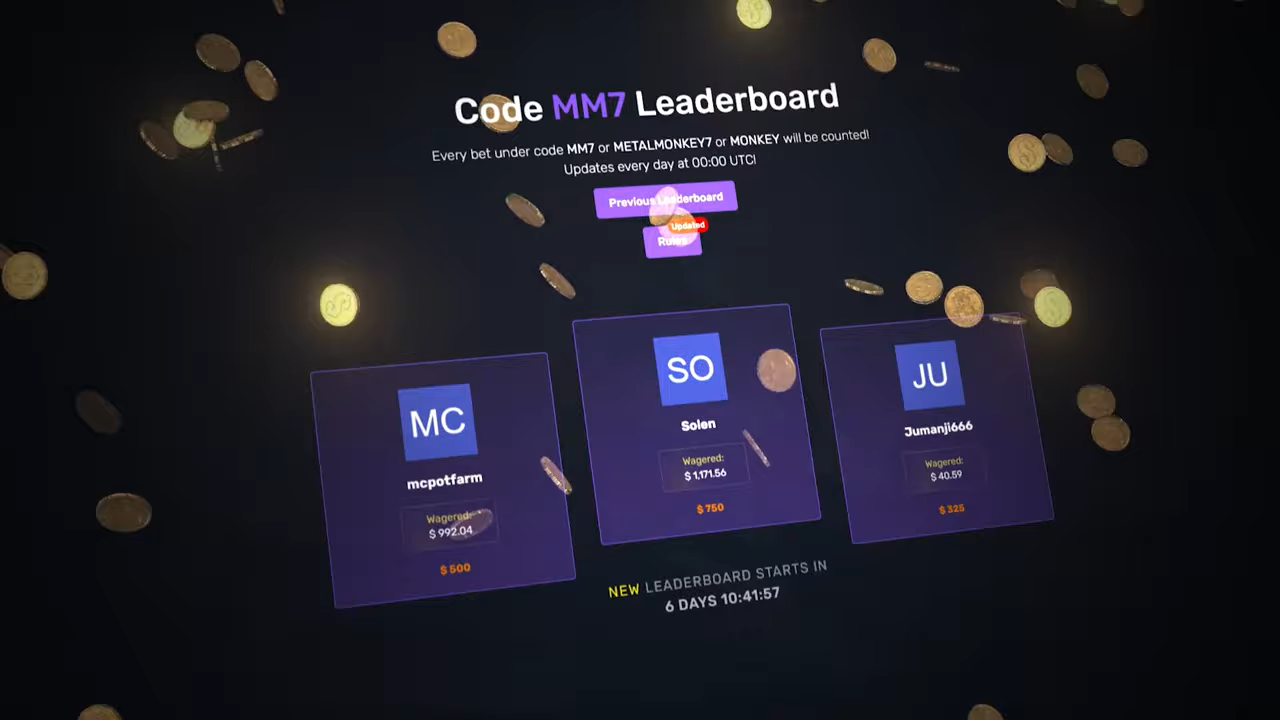 Code MM7 Leaderboard
Every bet under code MM7 or METALMONKEY7 or MONKEY will be counted!
Updates every day at 00:00 UTC!
Previous Leaderboard
Updated
Rules
MC
mcpotfarm
Wagered:
$ 992.04
$ 500
SO
Solen
Wagered:
$ 1,171.56
$ 750
JU
Jumanji666
Wagered:
$ 40.59
$ 325
NEW LEADERBOARD STARTS IN
6 DAYS 10:41:57